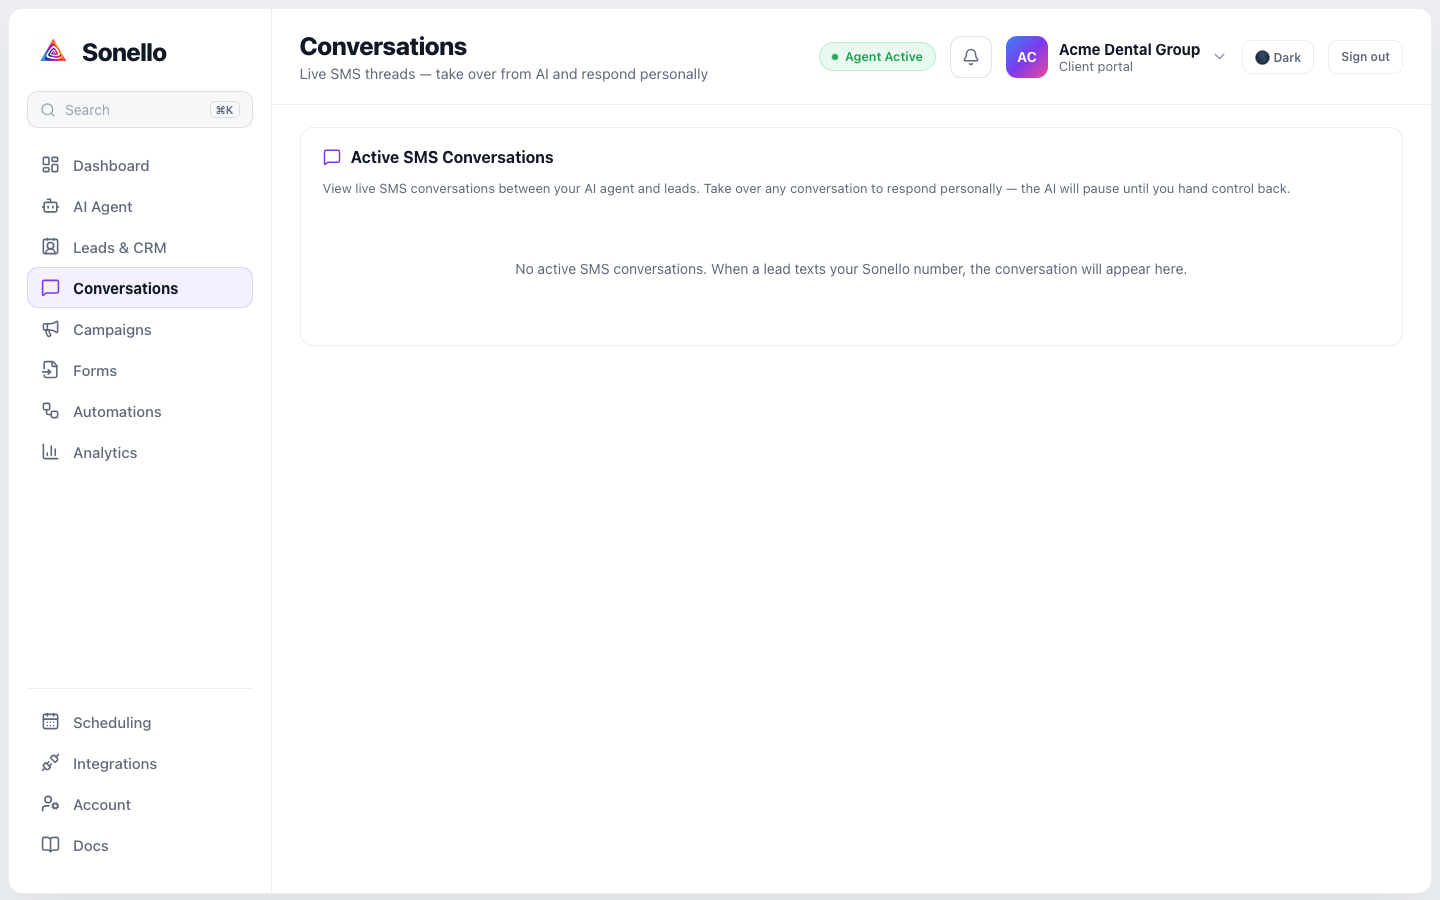 Sonello
Search
⌘K
Dashboard
AI Agent
Leads & CRM
Conversations
Campaigns
Forms
Automations
Analytics
Scheduling
Integrations
Account
Docs
Conversations
Live SMS threads — take over from AI and respond personally
Agent Active
AC
Acme Dental Group
Client portal
Dark
Sign out
Active SMS Conversations
View live SMS conversations between your AI agent and leads. Take over any conversation to respond personally — the AI will pause until you hand control back.
No active SMS conversations. When a lead texts your Sonello number, the conversation will appear here.